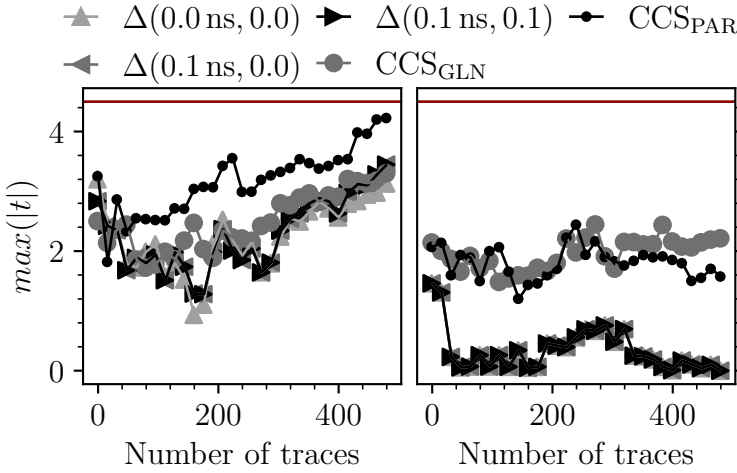 Δ(0.0 ns, 0.0) Δ(0.1 ns, 0.1) CCS_PAR
Δ(0.1 ns, 0.0) CCS_GLN
max(|t|)
4
2
0
0 200 400 0 200 400
Number of traces Number of traces